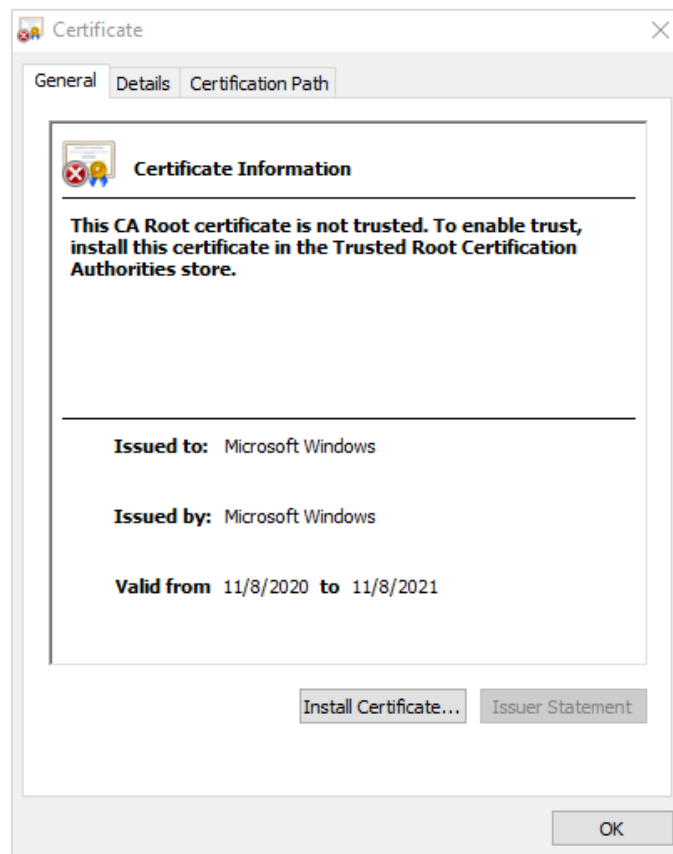 Certificate
General Details Certification Path
Certificate Information
This CA Root certificate is not trusted. To enable trust,
install this certificate in the Trusted Root Certification
Authorities store.
Issued to: Microsoft Windows
Issued by: Microsoft Windows
Valid from 11/8/2020 to 11/8/2021
Install Certificate... Issuer Statement
OK